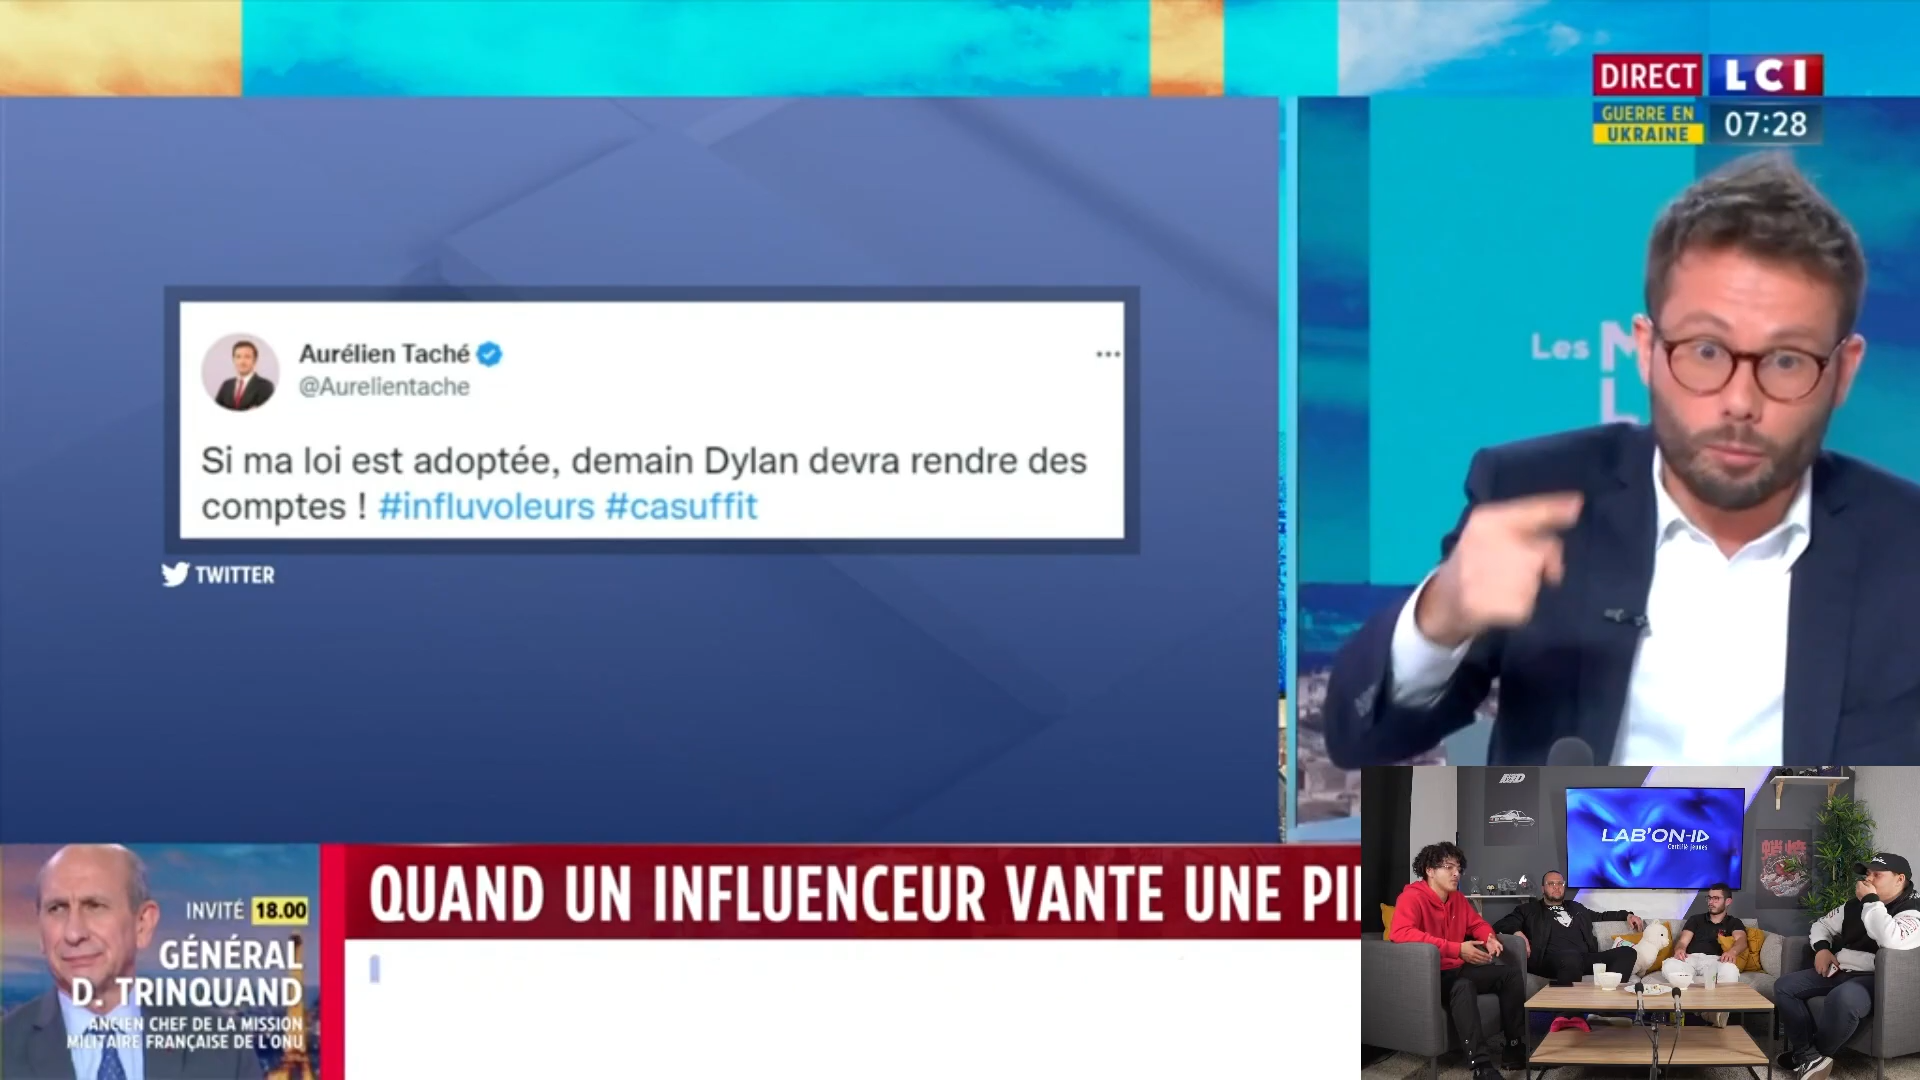 DIRECT LCI
GUERRE EN
UKRAINE
07:28
Les
Aurélien Taché
@Aurelientache
Si ma loi est adoptée, demain Dylan devra rendre des
comptes ! #influvoleurs #casuffit
TWITTER
INVITÉ 18.00
GÉNÉRAL
D. TRINQUAND
ANCIEN CHEF DE LA MISSION
MILITAIRE FRANÇAISE DE L'ONU
QUAND UN INFLUENCEUR VANTE UNE
LAB'ON-ID
Certifié jeunes